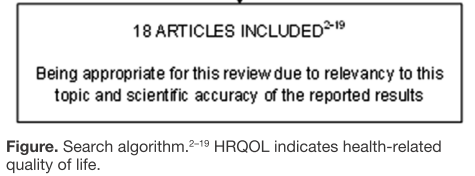 18 ARTICLES INCLUDED2–19
Being appropriate for this review due to relevancy to this
topic and scientific accuracy of the reported results
Figure. Search algorithm.2–19 HRQOL indicates health-related
quality of life.